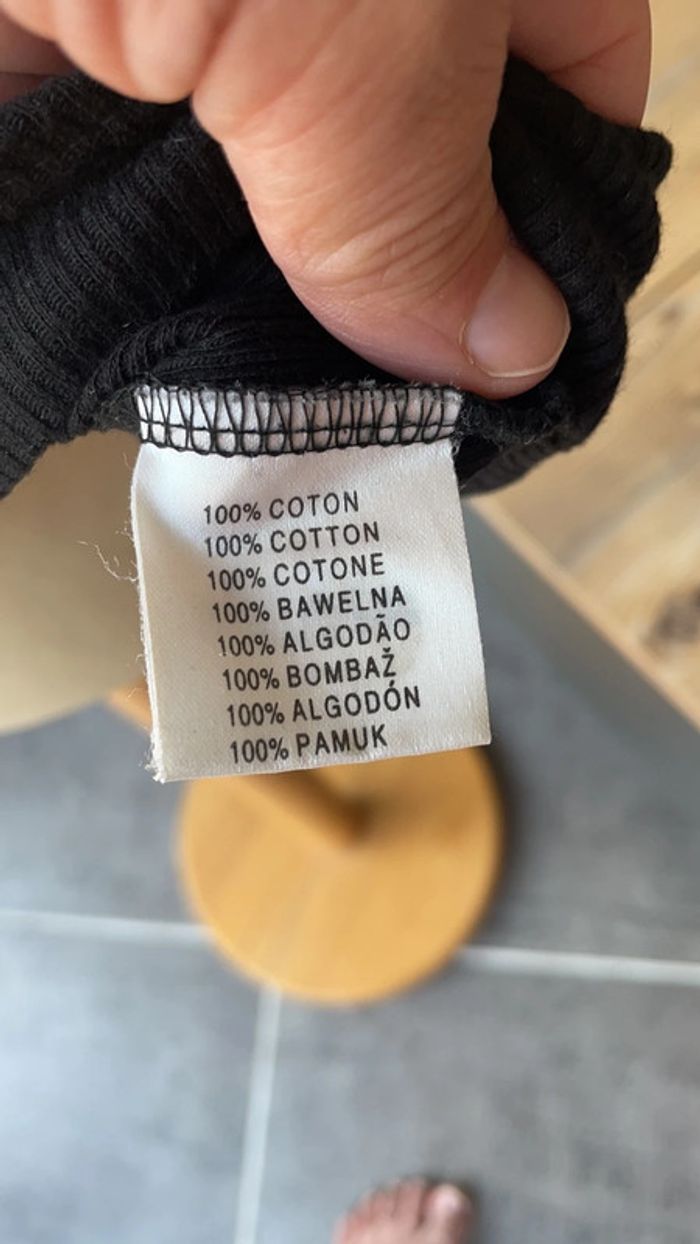 100% COTON
100% COTTON
100% COTONE
100% BAWELNA
100% ALGODÃO
100% BOMBAŽ
100% ALGODÓN
100% PAMUK